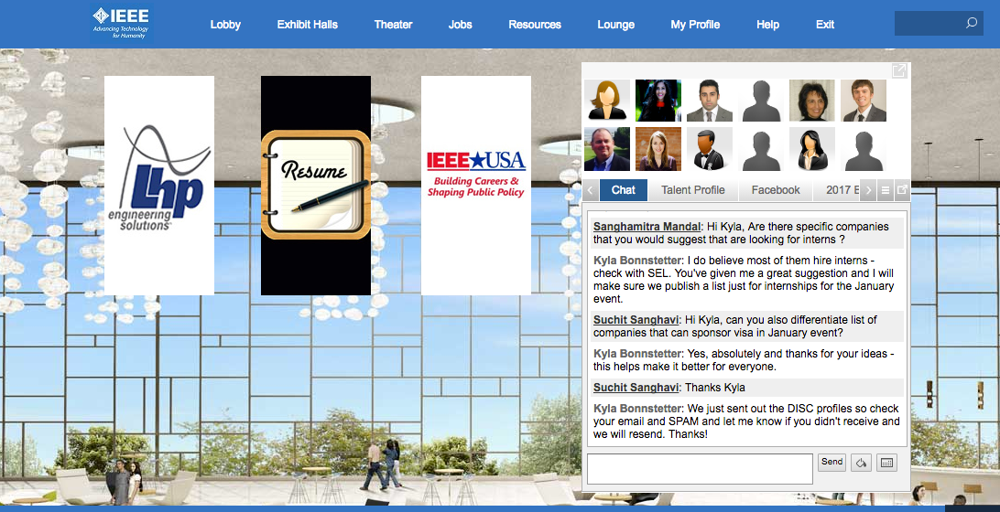 IEEE
Advancing Technology
for Humanity
Lobby
Exhibit Halls
Theater
Jobs
Resources
Lounge
My Profile
Help
Exit
Lhp
engineering
solutions
Resume
IEEE★USA
Building Careers &
Shaping Public Policy
Chat
Talent Profile
Facebook
2017 E
Sanghamitra Mandal: Hi Kyla, Are there specific companies
that you would suggest that are looking for interns ?
Kyla Bonnstetter: I do believe most of them hire interns -
check with SEL. You've given me a great suggestion and I will
make sure we publish a list just for internships for the January
event.
Suchit Sanghavi: Hi Kyla, can you also differentiate list of
companies that can sponsor visa in January event?
Kyla Bonnstetter: Yes, absolutely and thanks for your ideas -
this helps make it better for everyone.
Suchit Sanghavi: Thanks Kyla
Kyla Bonnstetter: We just sent out the DISC profiles so check
your email and SPAM and let me know if you didn't receive and
we will resend. Thanks!
Send